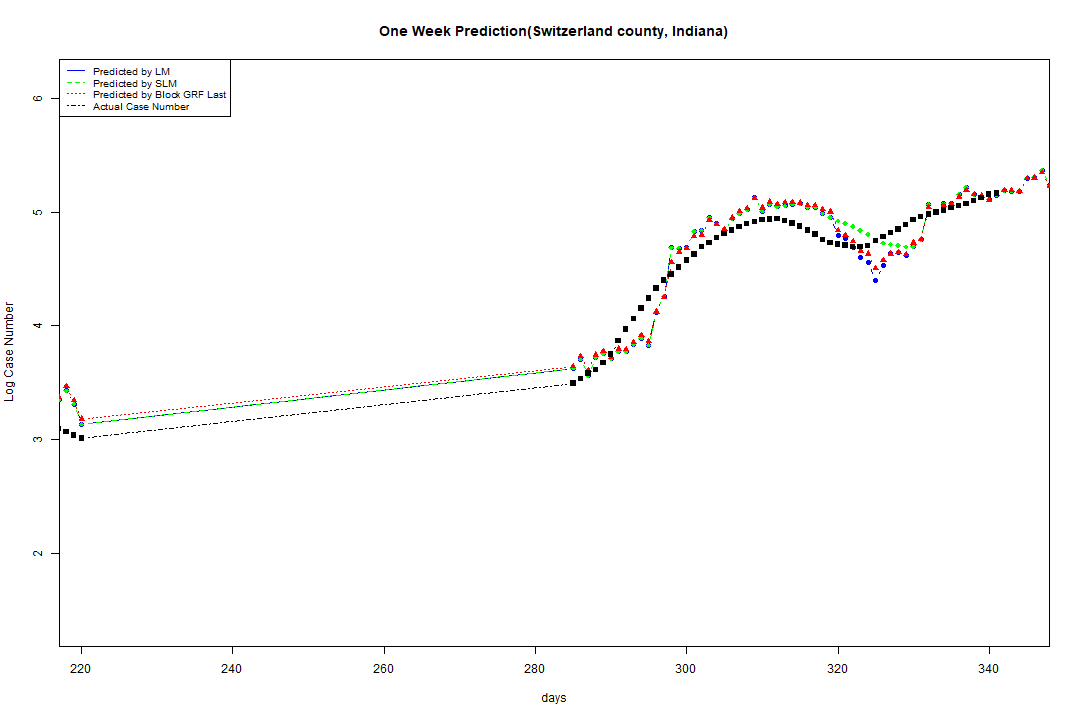 One Week Prediction(Switzerland county, Indiana)
Predicted by LM
Predicted by SLM
Predicted by Block GRF Last
Actual Case Number
6
5
4
3
2
Log Case Number
220 240 260 280 300 320 340
days